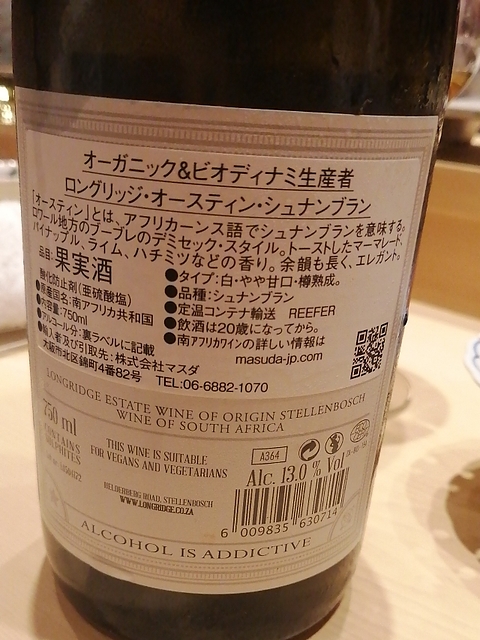 オーガニック&ビオディナミ生産者
ロングリッジ・オースティン・シュナンブラン
「オースティン」とは、アフリカーンス語でシュナンブランを意味する。
ロワール地方のブーブレのデミセック・スタイル。トーストしたマーマレード、
パイナップル、ライム、ハチミツなどの香り。余韻も長く、エレガント。
品目:果実酒
酸化防止剤(亜硫酸塩)
●原産国名:南アフリカ共和国
●内容量:750ml
●アルコール分:裏ラベルに記載
●輸入者及び引取先:株式会社マスダ
大阪市北区錦町4番82号 TEL:06-6882-1070
●タイプ:白・やや甘口・樽熟成。
●品種:シュナンブラン
●定温コンテナ輸送 REEFER
●飲酒は20歳になってから。
●南アフリカワインの詳しい情報は
masuda-jp.com
LONGRIDGE ESTATE WINE OF ORIGIN STELLENBOSCH
WINE OF SOUTH AFRICA
750 ml
CONTAINS
SULPHITES
THIS WINE IS SUITABLE
FOR VEGANS AND VEGETARIANS
HELDERBERG ROAD, STELLENBOSCH
WWW.LONGRIDGE.CO.ZA
A364
Alc. 13.0 % Vol
6 009835 630714
ALCOHOL IS ADDICTIVE